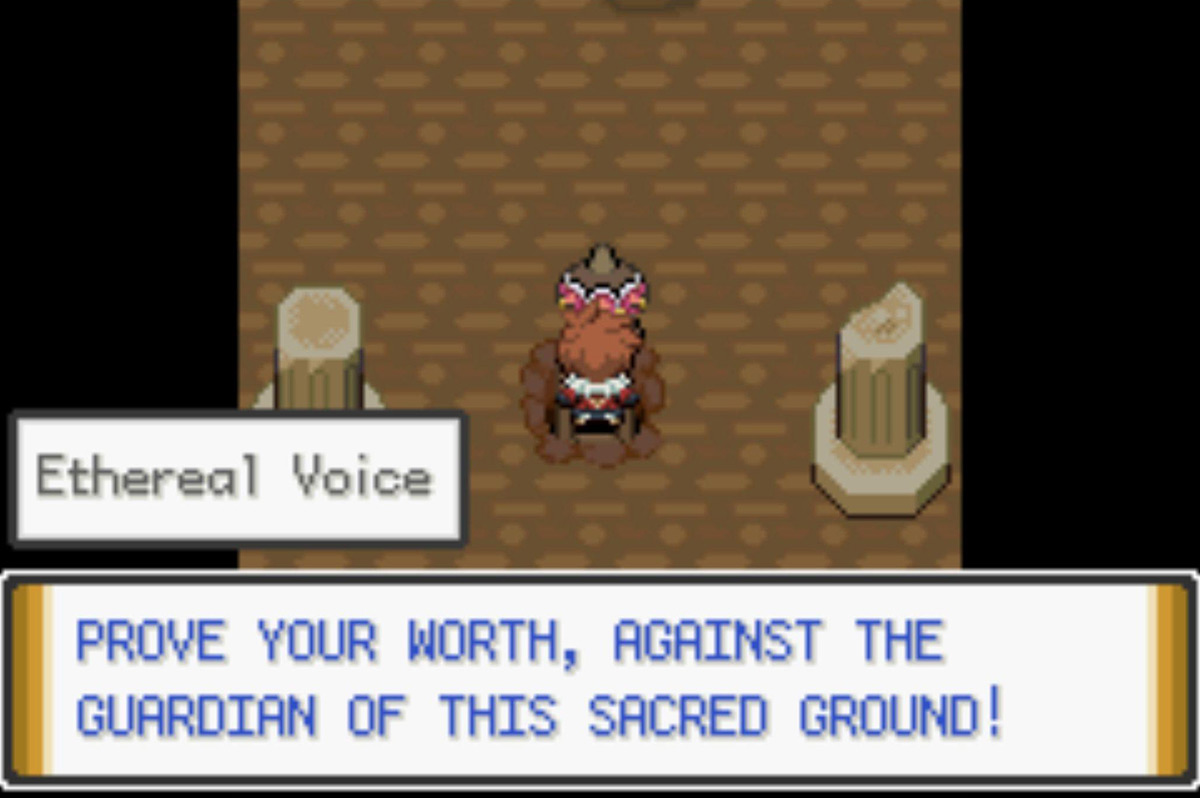 Ethereal Voice
PROVE YOUR WORTH, AGAINST THE
GUARDIAN OF THIS SACRED GROUND!